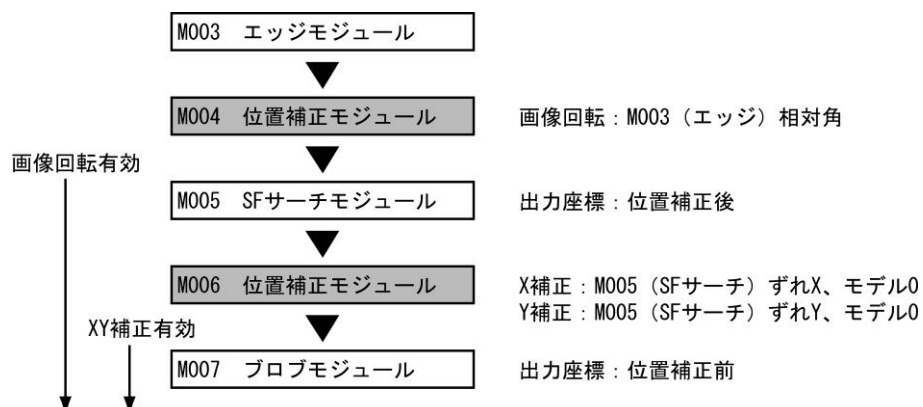 M003 エッジモジュール
M004 位置補正モジュール 画像回転：M003（エッジ）相対角
画像回転有効
M005 SFサーチモジュール 出力座標：位置補正後
M006 位置補正モジュール X補正：M005（SFサーチ）ずれX、モデル0
Y補正：M005（SFサーチ）ずれY、モデル0
XY補正有効
M007 ブロブモジュール 出力座標：位置補正前